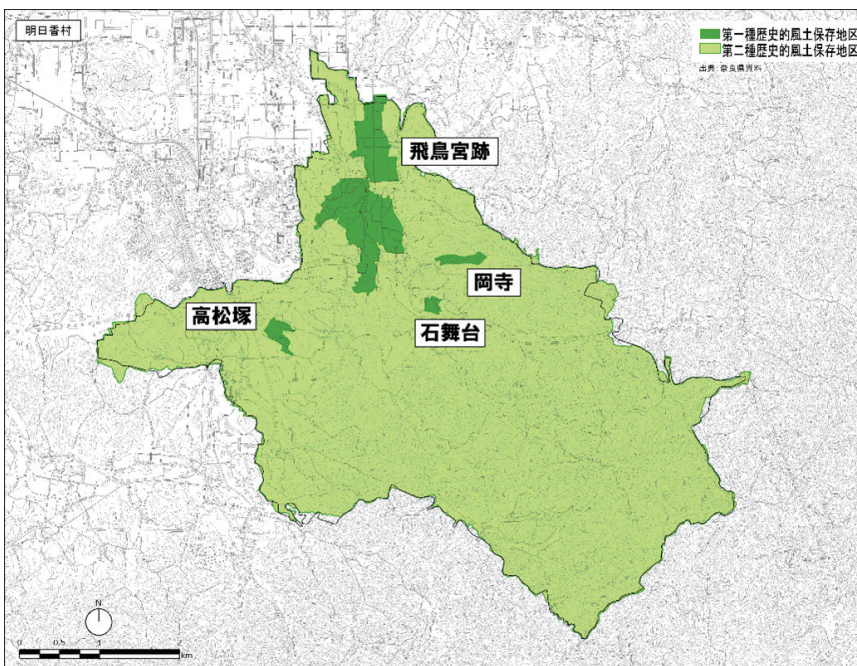 明日香村
第一種歴史的風土保存地区
第二種歴史的風土保存地区
出典:奈良県資料
飛鳥宮跡
岡寺
高松塚
石舞台
N
0 0.5 1 2
km